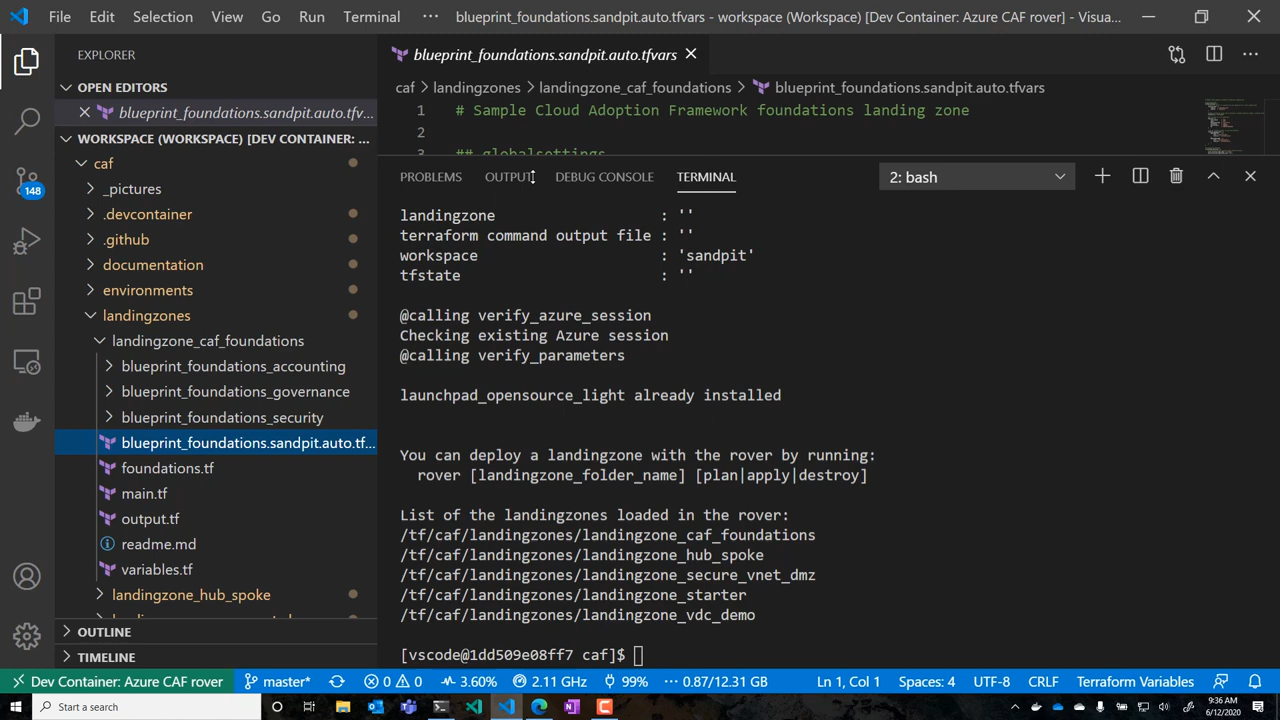 File Edit Selection View Go Run Terminal ··· blueprint_foundations.sandpit.auto.tfvars - workspace (Workspace) [Dev Container: Azure CAF rover] - Visua...
EXPLORER
OPEN EDITORS
blueprint_foundations.sandpit.auto.tfv...
WORKSPACE (WORKSPACE) [DEV CONTAINER: ...
caf
_pictures
.devcontainer
.github
documentation
environments
landingzones
landingzone_caf_foundations
blueprint_foundations_accounting
blueprint_foundations_governance
blueprint_foundations_security
blueprint_foundations.sandpit.auto.tf...
foundations.tf
main.tf
output.tf
readme.md
variables.tf
landingzone_hub_spoke
OUTLINE
TIMELINE
148
blueprint_foundations.sandpit.auto.tfvars
caf > landingzones > landingzone_caf_foundations > blueprint_foundations.sandpit.auto.tfvars
1 # Sample Cloud Adoption Framework foundations landing zone
2
3 ## globalsettings
PROBLEMS OUTPUT DEBUG CONSOLE TERMINAL 2: bash
landingzone : ''
terraform command output file : ''
workspace : 'sandpit'
tfstate : ''
@calling verify_azure_session
Checking existing Azure session
@calling verify_parameters
launchpad_opensource_light already installed
You can deploy a landingzone with the rover by running:
rover [landingzone_folder_name] [plan|apply|destroy]
List of the landingzones loaded in the rover:
/tf/caf/landingzones/landingzone_caf_foundations
/tf/caf/landingzones/landingzone_hub_spoke
/tf/caf/landingzones/landingzone_secure_vnet_dmz
/tf/caf/landingzones/landingzone_starter
/tf/caf/landingzones/landingzone_vdc_demo
[vscode@1dd509e08ff7 caf]$
Dev Container: Azure CAF rover master* 0 0 3.60% 2.11 GHz 99% ··· 0.87/12.31 GB Ln 1, Col 1 Spaces: 4 UTF-8 CRLF Terraform Variables
Start a search
9:36 AM
6/12/2020